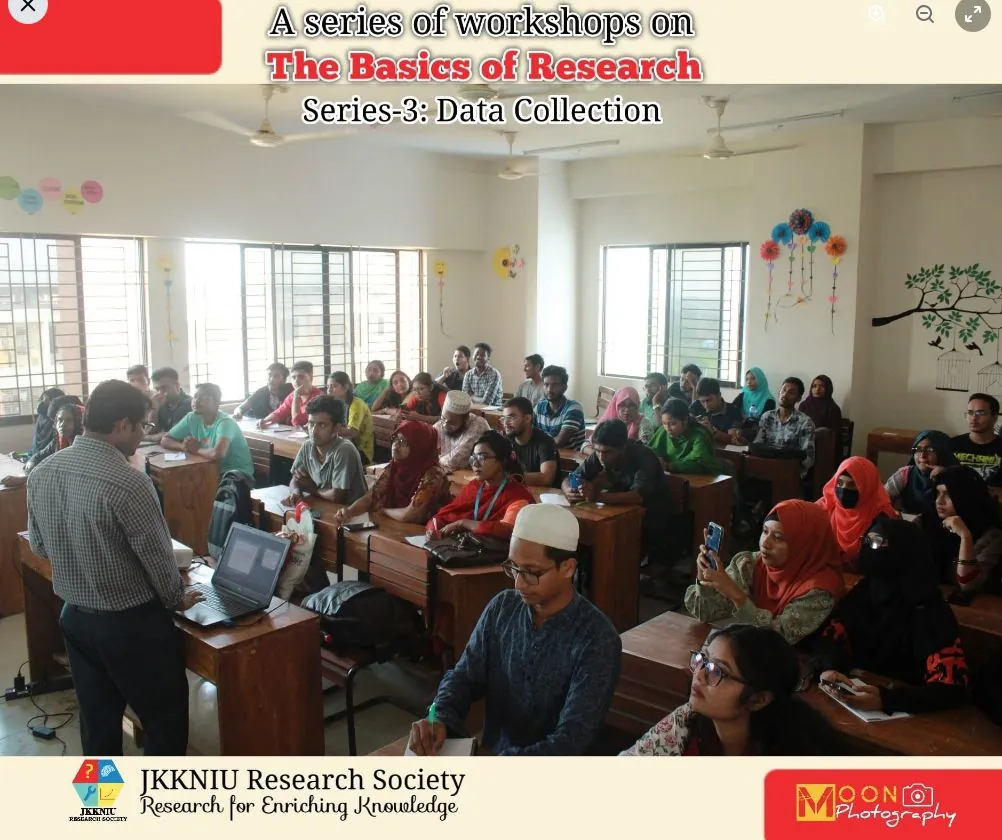 A series of workshops on
The Basics of Research
Series-3: Data Collection
MECHANI
JKKNIU Research Society
Research for Enriching Knowledge
?
JKKNIU
RESEARCH SOCIETY
MOON
Photography